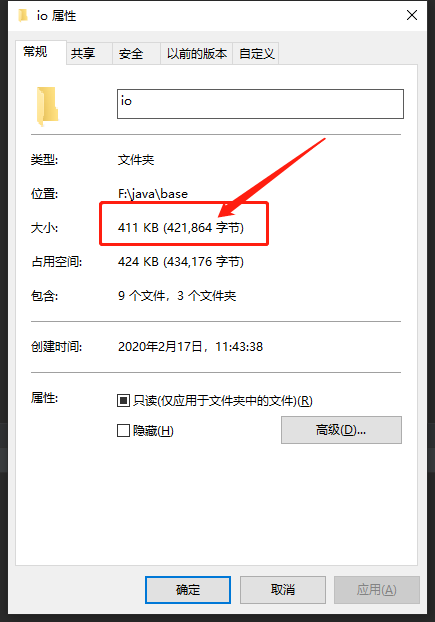 io 属性
常规 共享 安全 以前的版本 自定义
io
类型: 文件夹
位置: F:\java\base
大小: 411 KB (421,864 字节)
占用空间: 424 KB (434,176 字节)
包含: 9 个文件，3 个文件夹
创建时间: 2020年2月17日，11:43:38
属性: 只读(仅应用于文件夹中的文件)(R)
隐藏(H) 高级(D)...
确定 取消 应用(A)